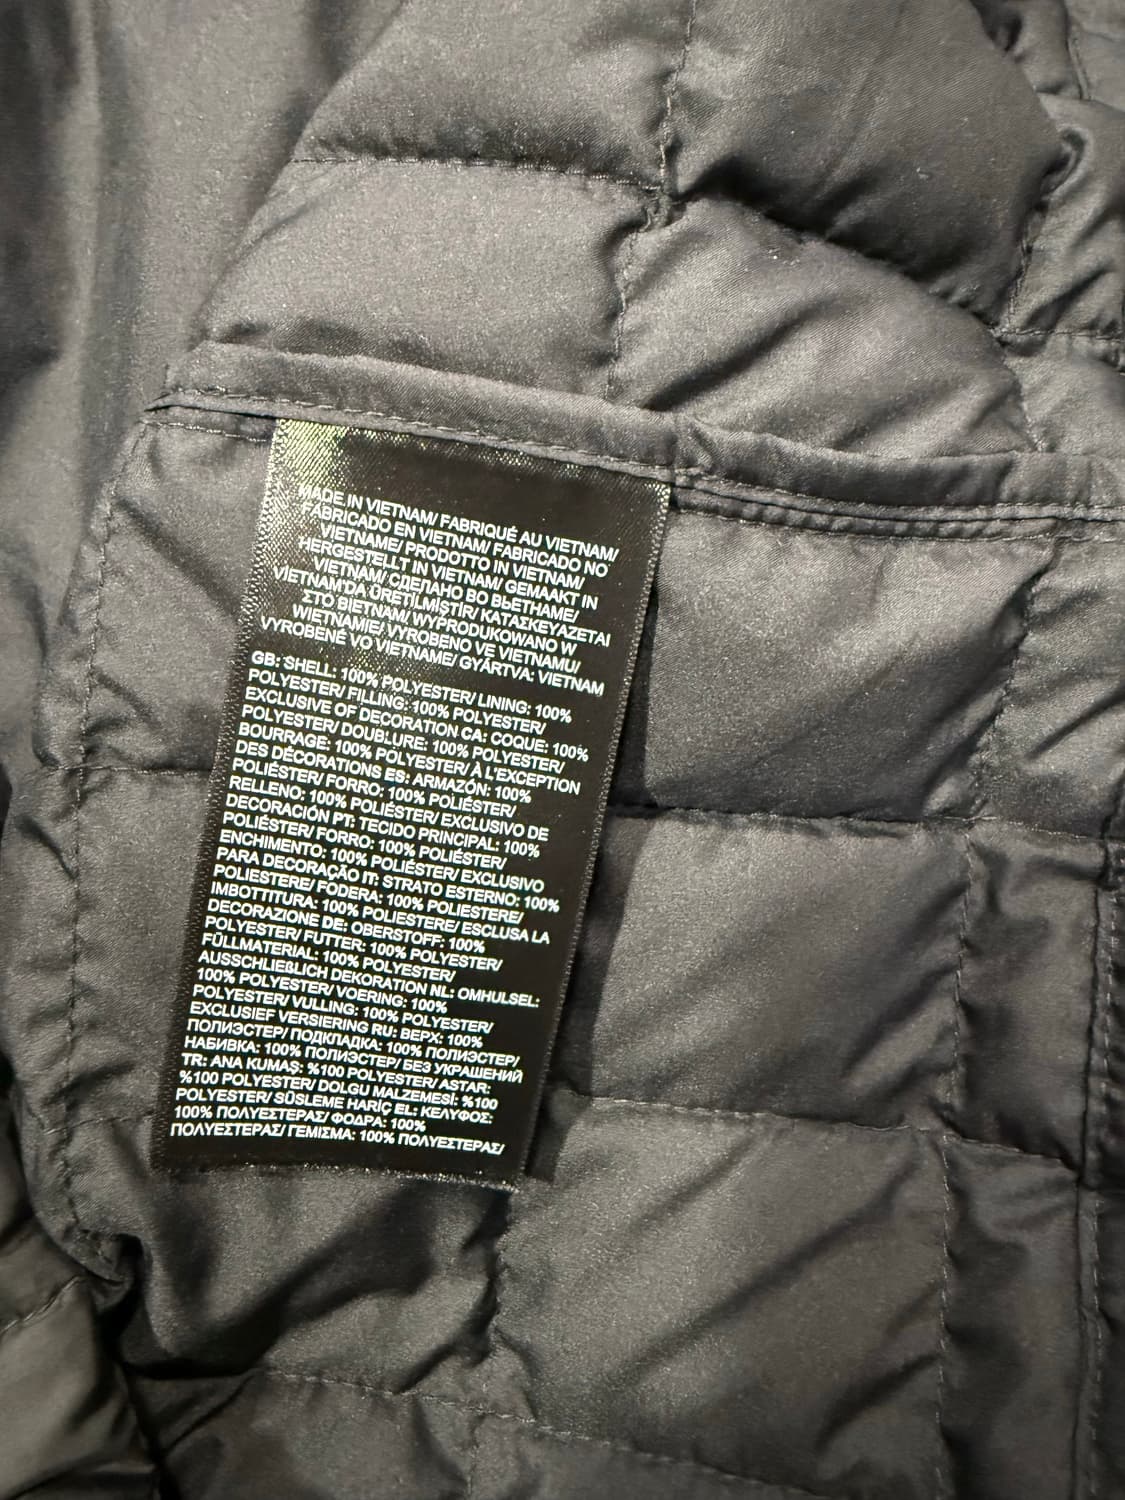 MADE IN VIETNAM/ FABRIQUÉ AU VIETNAM/
FABRICADO EN VIETNAM/ FABRICADO NO
VIETNAME/ PRODOTTO IN VIETNAM/
HERGESTELLT IN VIETNAM/ GEMAAKT IN
VIETNAM/ СДЕЛАНО ВО ВЬЕТНАМЕ/
VİETNAM'DA ÜRETİLMİŞTİR/ ΚΑΤΑΣΚΕΥΑΖΕΤΑΙ
ΣΤΟ ΒΙΕΤΝΑΜ/ WYPRODUKOWANO W
WIETNAMIE/ VYROBENO VE VIETNAMU/
VYROBENÉ VO VIETNAME/ GYÁRTVA: VIETNAM
GB: SHELL: 100% POLYESTER/ LINING: 100%
POLYESTER/ FILLING: 100% POLYESTER/
EXCLUSIVE OF DECORATION CA: COQUE: 100%
POLYESTER/ DOUBLURE: 100% POLYESTER/
BOURRAGE: 100% POLYESTER/ À L'EXCEPTION
DES DÉCORATIONS ES: ARMAZÓN: 100%
POLIÉSTER/ FORRO: 100% POLIÉSTER/
RELLENO: 100% POLIÉSTER/ EXCLUSIVO DE
DECORACIÓN PT: TECIDO PRINCIPAL: 100%
POLIÉSTER/ FORRO: 100% POLIÉSTER/
ENCHIMENTO: 100% POLIÉSTER/ EXCLUSIVO
PARA DECORAÇÃO IT: STRATO ESTERNO: 100%
POLIESTERE/ FODERA: 100% POLIESTERE/
IMBOTTITURA: 100% POLIESTERE/ ESCLUSA LA
DECORAZIONE DE: OBERSTOFF: 100%
POLYESTER/ FUTTER: 100% POLYESTER/
FÜLLMATERIAL: 100% POLYESTER/
AUSSCHLIEßLICH DEKORATION NL: OMHULSEL:
100% POLYESTER/ VOERING: 100%
POLYESTER/ VULLING: 100% POLYESTER/
EXCLUSIEF VERSIERING RU: ВЕРХ: 100%
ПОЛИЭСТЕР/ ПОДКЛАДКА: 100% ПОЛИЭСТЕР/
НАБИВКА: 100% ПОЛИЭСТЕР/ БЕЗ УКРАШЕНИЙ
TR: ANA KUMAŞ: %100 POLYESTER/ ASTAR:
%100 POLYESTER/ DOLGU MALZEMESİ: %100
POLYESTER/ SÜSLEME HARİÇ EL: ΚΕΛΥΦΟΣ:
100% ΠΟΛΥΕΣΤΕΡΑΣ/ ΦΟΔΡΑ: 100%
ΠΟΛΥΕΣΤΕΡΑΣ/ ΓΕΜΙΣΜΑ: 100% ΠΟΛΥΕΣΤΕΡΑΣ/